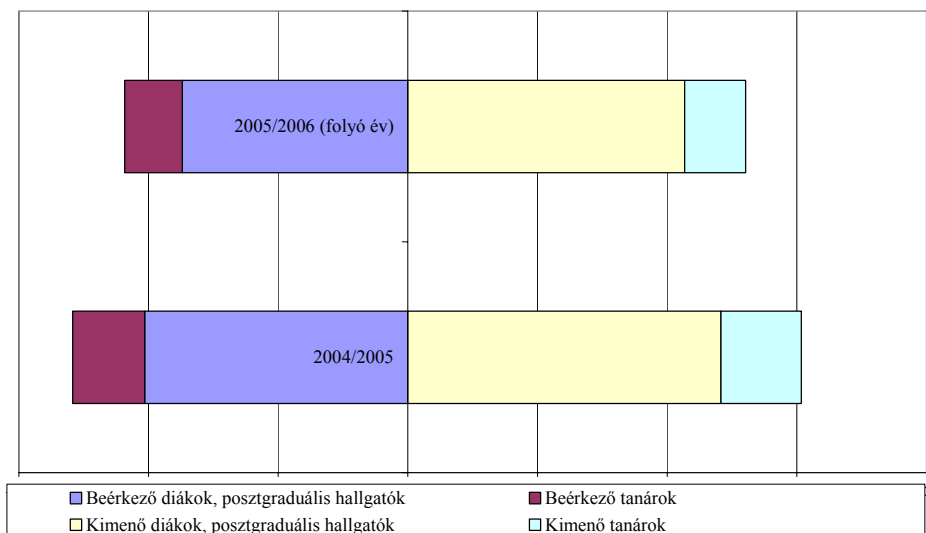 2005/2006 (folyó év)
2004/2005
Beérkező diákok, posztgraduális hallgatók
Beérkező tanárok
Kimenő diákok, posztgraduális hallgatók
Kimenő tanárok